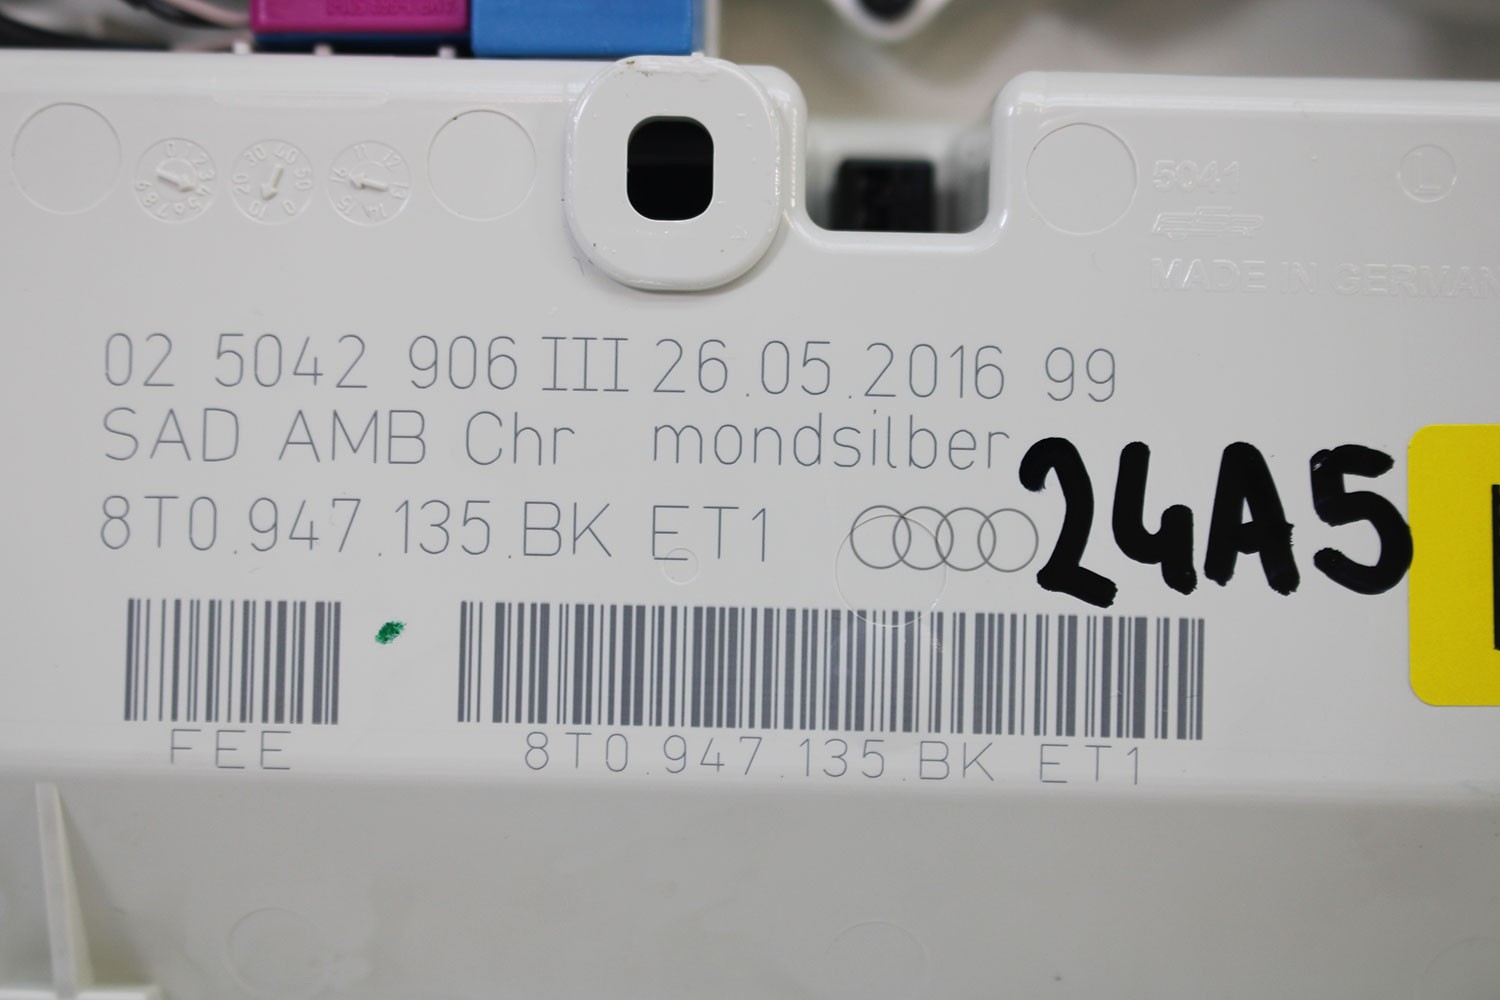 5041
L
MADE IN GERMAN
02 5042 906 III 26.05.2016 99
SAD AMB Chr mondsilber
8T0.947.135.BK ET1
24A5
FEE
8T0.947.135.BK ET1